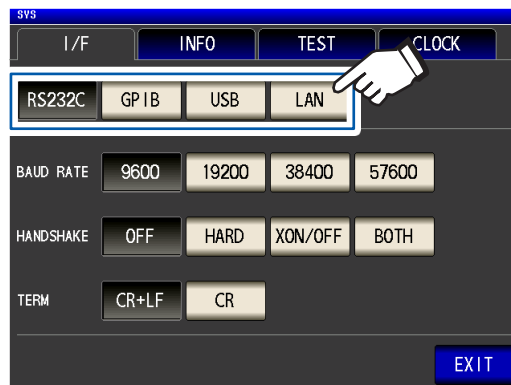 SYS
I/F INFO TEST CLOCK
RS232C GPIB USB LAN
BAUD RATE 9600 19200 38400 57600
HANDSHAKE OFF HARD XON/OFF BOTH
TERM CR+LF CR
EXIT